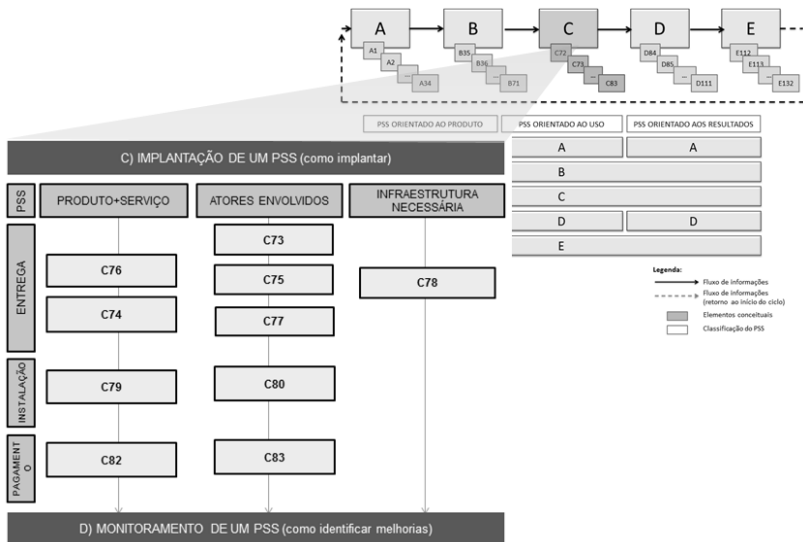 A
B
C
D
E
A1
A2
...
A34
B35
B36
...
B71
C72
C73
...
C83
D84
D85
...
D111
E112
E113
...
E132
PSS ORIENTADO AO PRODUTO
PSS ORIENTADO AO USO
PSS ORIENTADO AOS RESULTADOS
A
A
B
C
D
D
E
Legenda:
Fluxo de informações
Fluxo de informações
(retorno ao início do ciclo)
Elementos conceituais
Classificação do PSS
C) IMPLANTAÇÃO DE UM PSS (como implantar)
PSS
PRODUTO+SERVIÇO
ATORES ENVOLVIDOS
INFRAESTRUTURA
NECESSÁRIA
ENTREGA
C73
C76
C75
C78
C74
C77
INSTALAÇÃO
C79
C80
PAGAMENT
O
C82
C83
D) MONITORAMENTO DE UM PSS (como identificar melhorias)